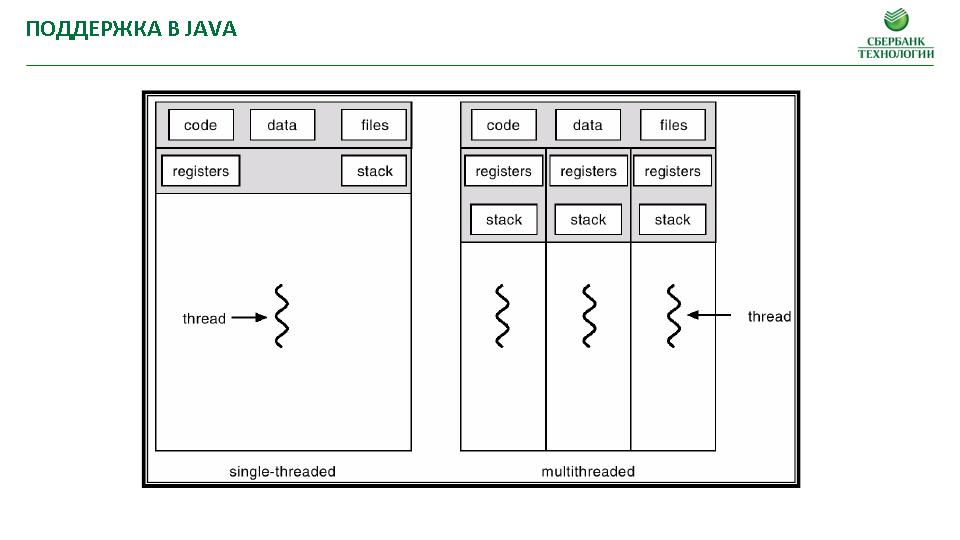 ПОДДЕРЖКА В JAVA
СБЕРБАНК
ТЕХНОЛОГИИ
code data files
registers stack
thread
single-threaded
code data files
registers registers registers
stack stack stack
thread
multithreaded